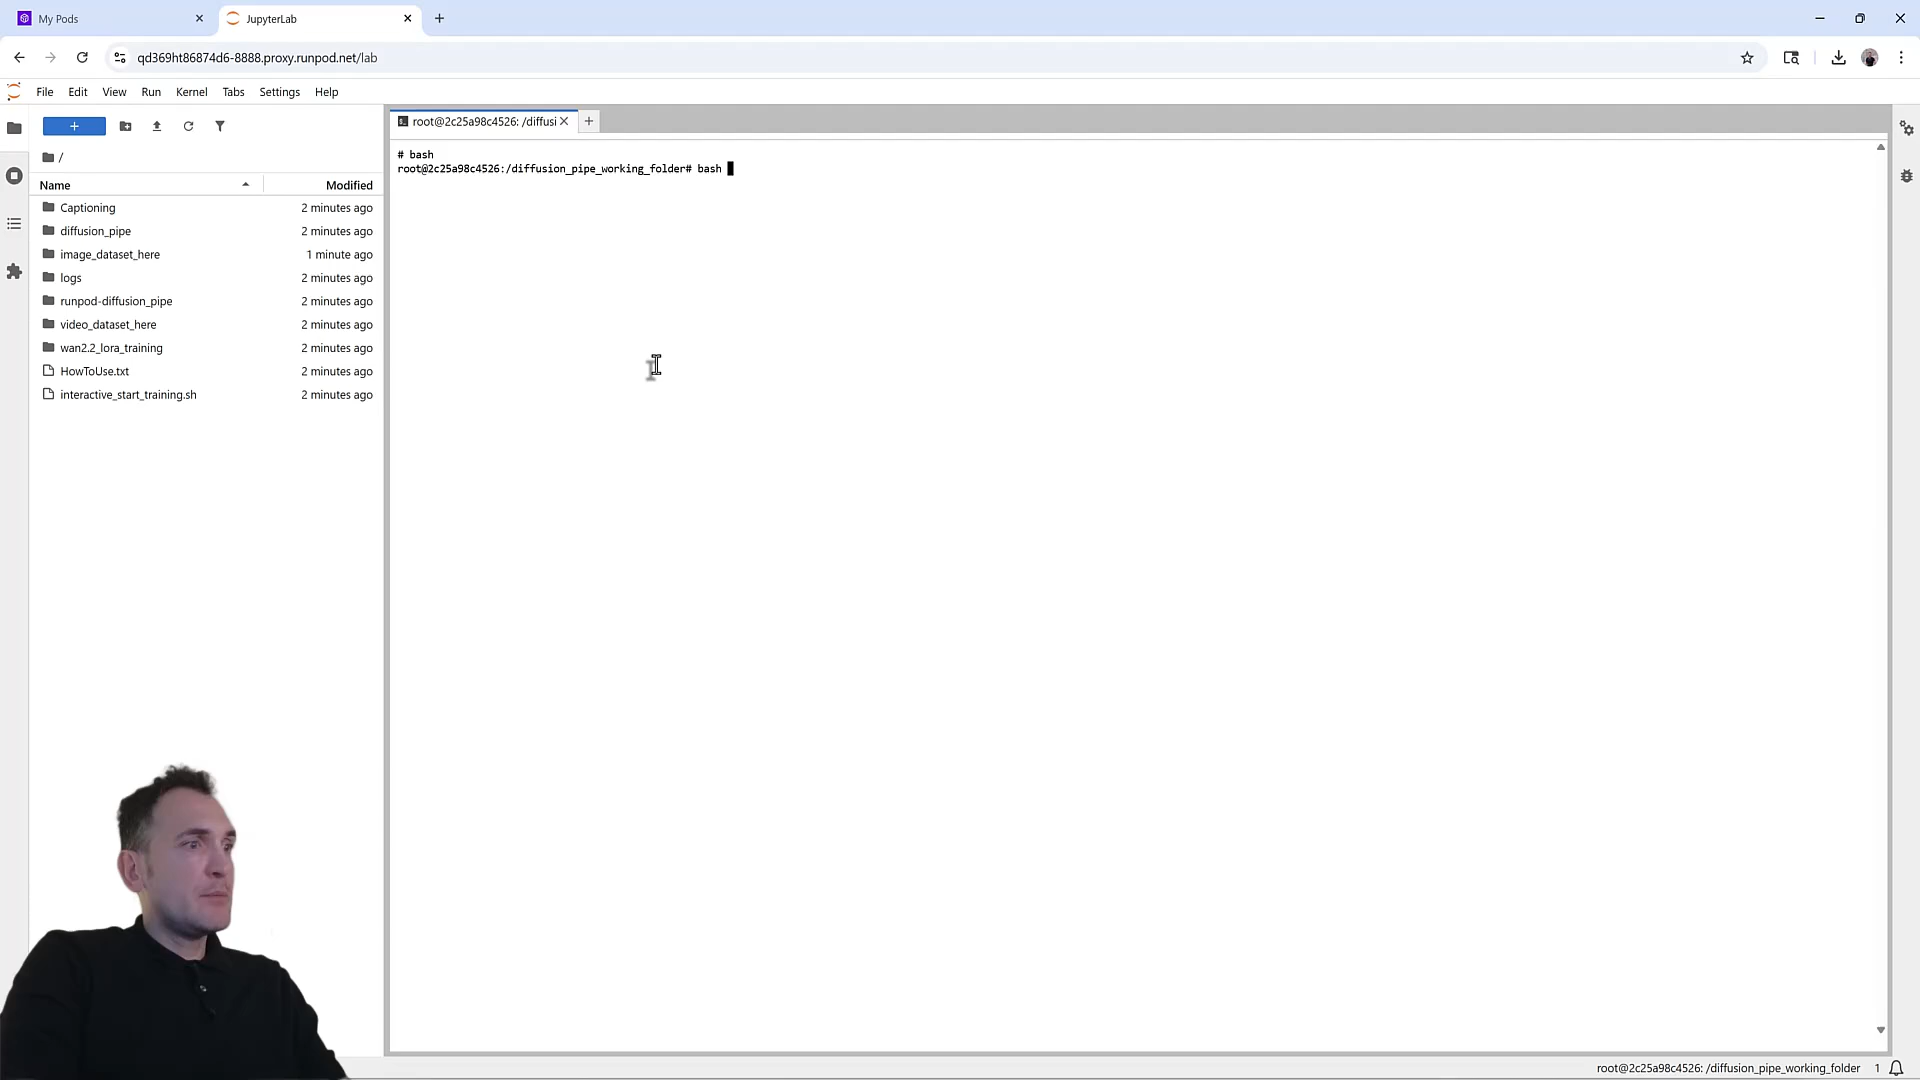 My Pods
JupyterLab
qd369ht86874d6-8888.proxy.runpod.net/lab
File Edit View Run Kernel Tabs Settings Help
root@2c25a98c4526: /diffusi
/
Name Modified
Captioning 2 minutes ago
diffusion_pipe 2 minutes ago
image_dataset_here 1 minute ago
logs 2 minutes ago
runpod-diffusion_pipe 2 minutes ago
video_dataset_here 2 minutes ago
wan2.2_lora_training 2 minutes ago
HowToUse.txt 2 minutes ago
interactive_start_training.sh 2 minutes ago
# bash
root@2c25a98c4526:/diffusion_pipe_working_folder# bash
root@2c25a98c4526: /diffusion_pipe_working_folder 1